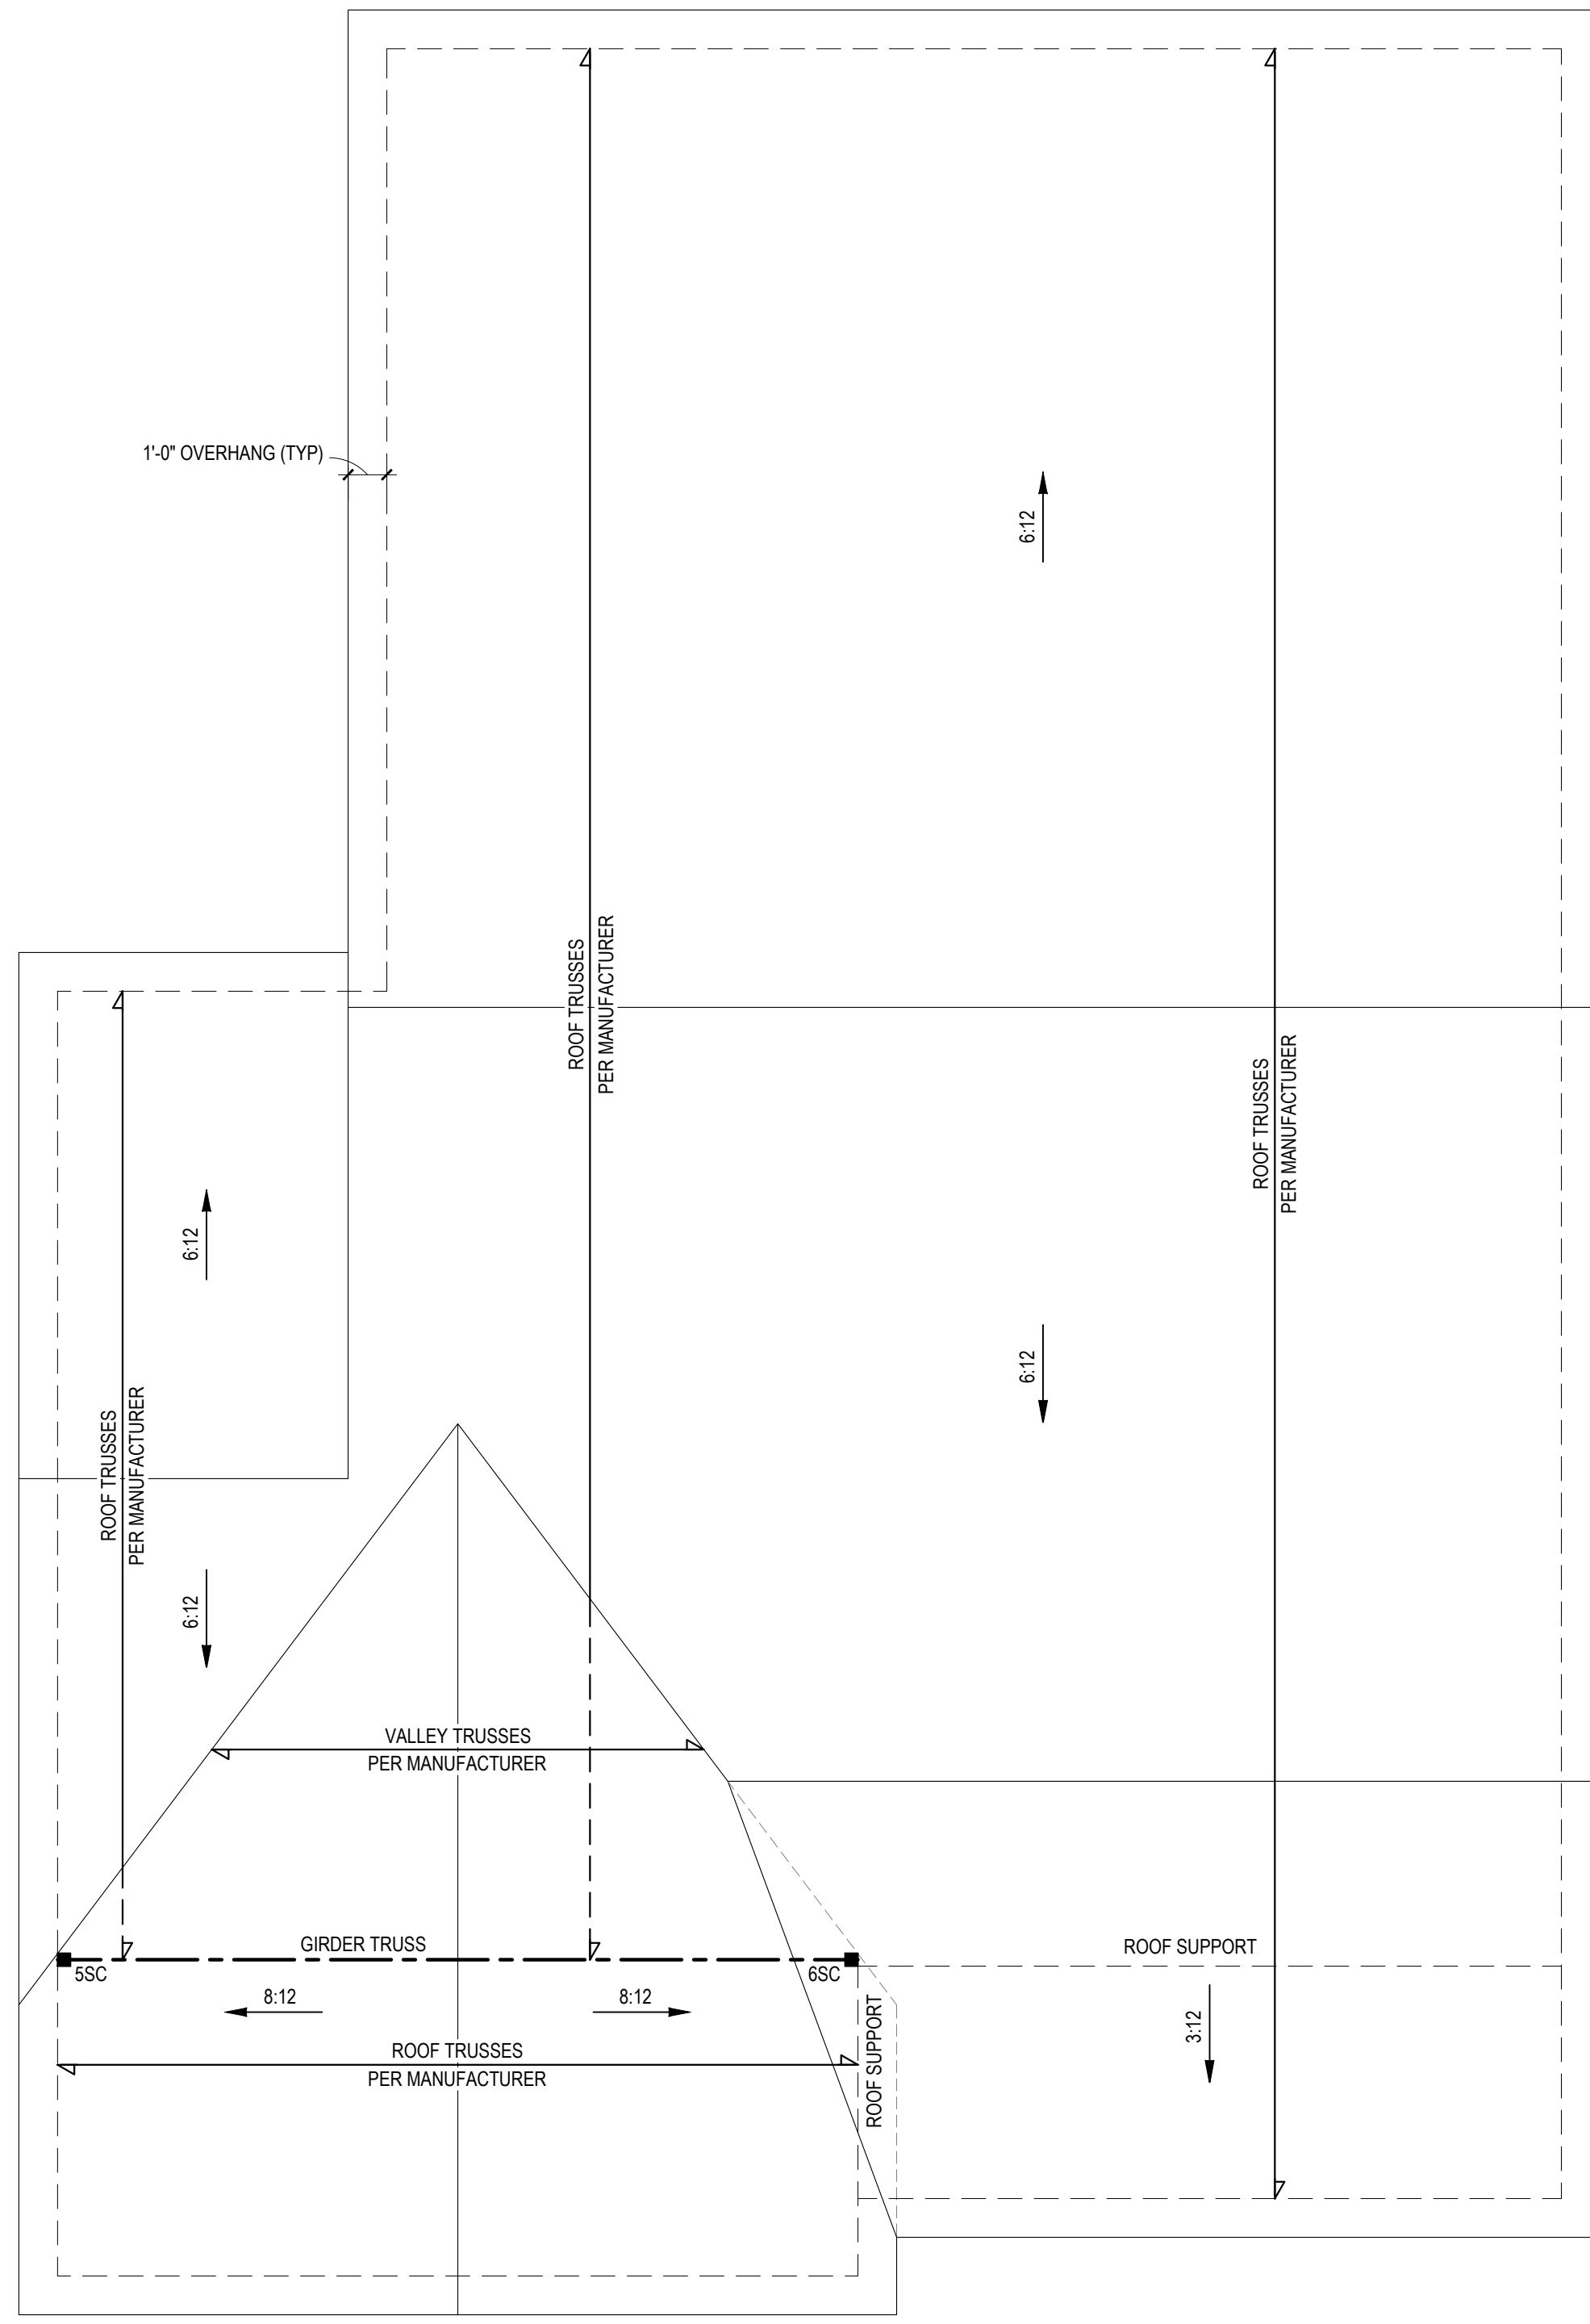 1'-0" OVERHANG (TYP)
6:12
ROOF TRUSSES
PER MANUFACTURER
ROOF TRUSSES
PER MANUFACTURER
6:12
6:12
ROOF TRUSSES
PER MANUFACTURER
6:12
VALLEY TRUSSES
PER MANUFACTURER
GIRDER TRUSS
ROOF SUPPORT
5SC
6SC
8:12
8:12
3:12
ROOF SUPPORT
ROOF TRUSSES
PER MANUFACTURER